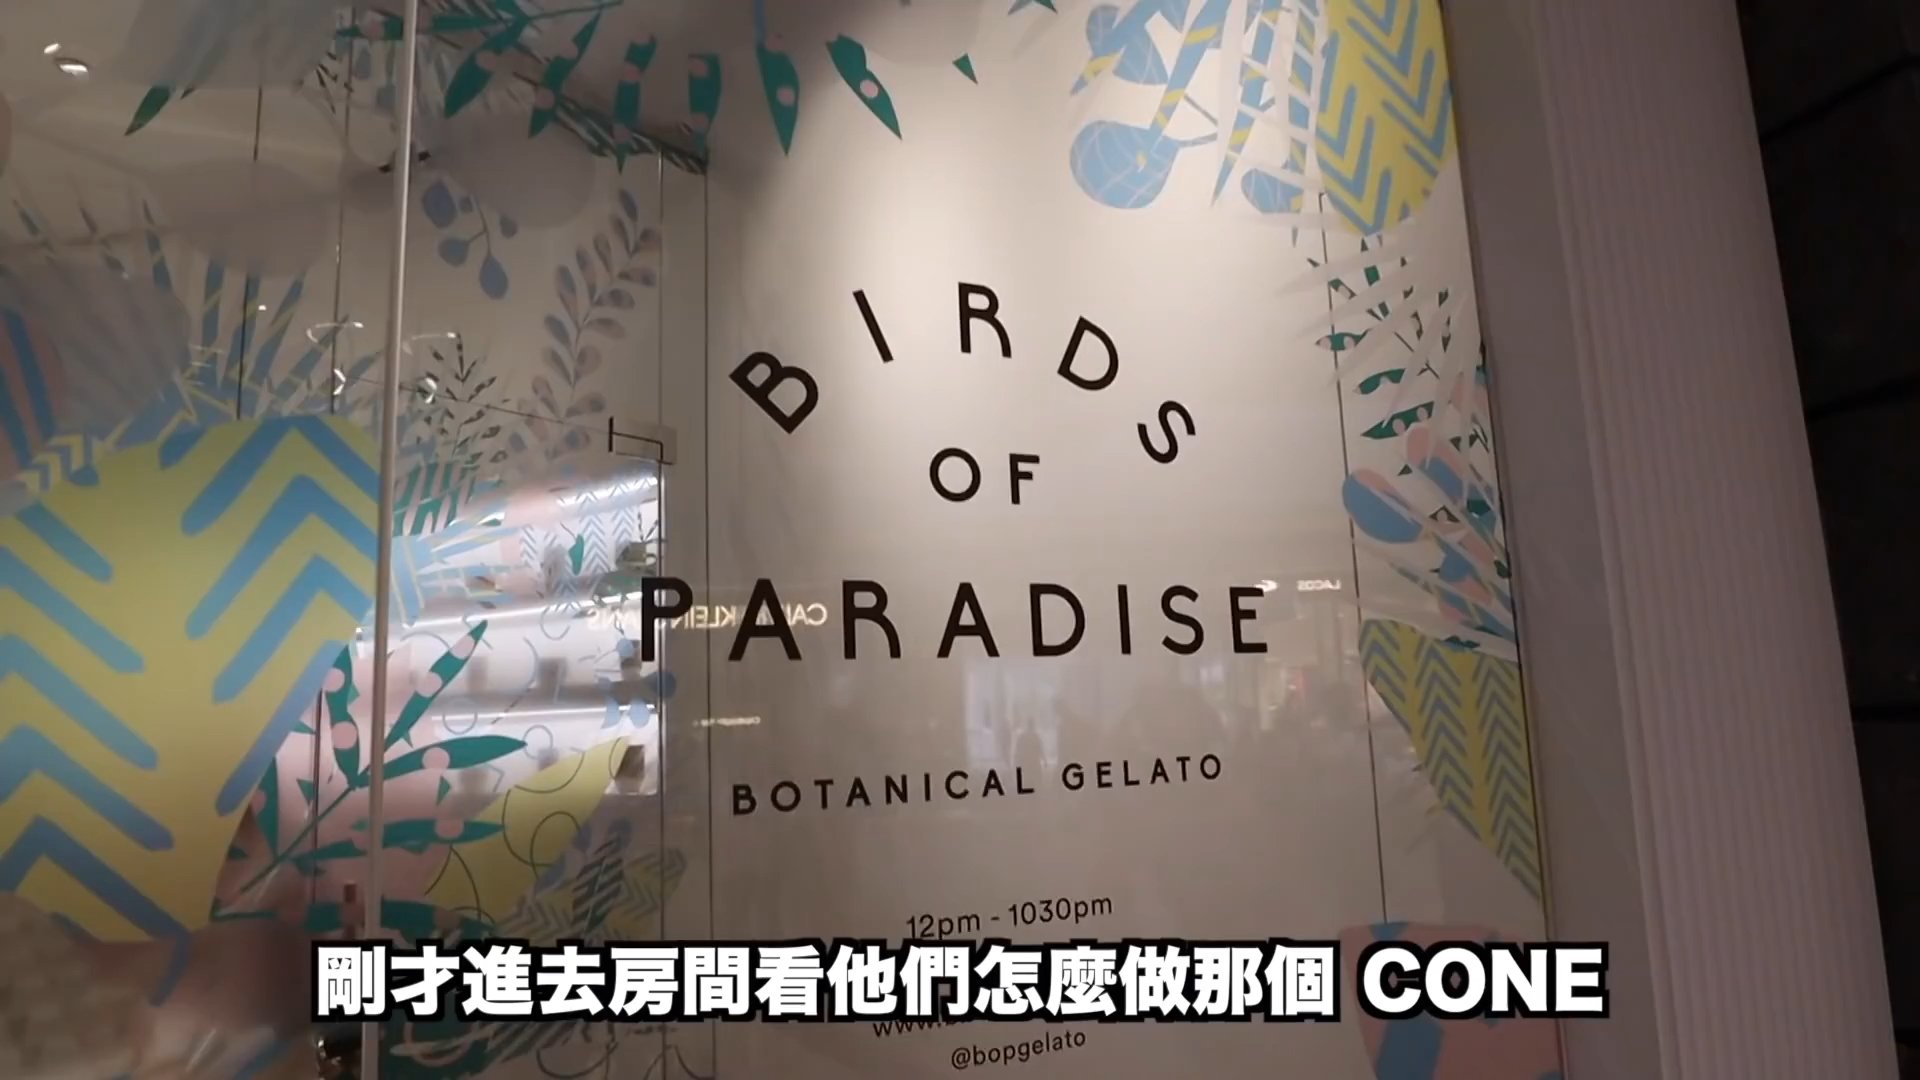 BIRDS
OF
PARADISE
BOTANICAL GELATO
12pm - 1030pm
剛才進去房間看他們怎麼做那個 CONE
@bopgelato